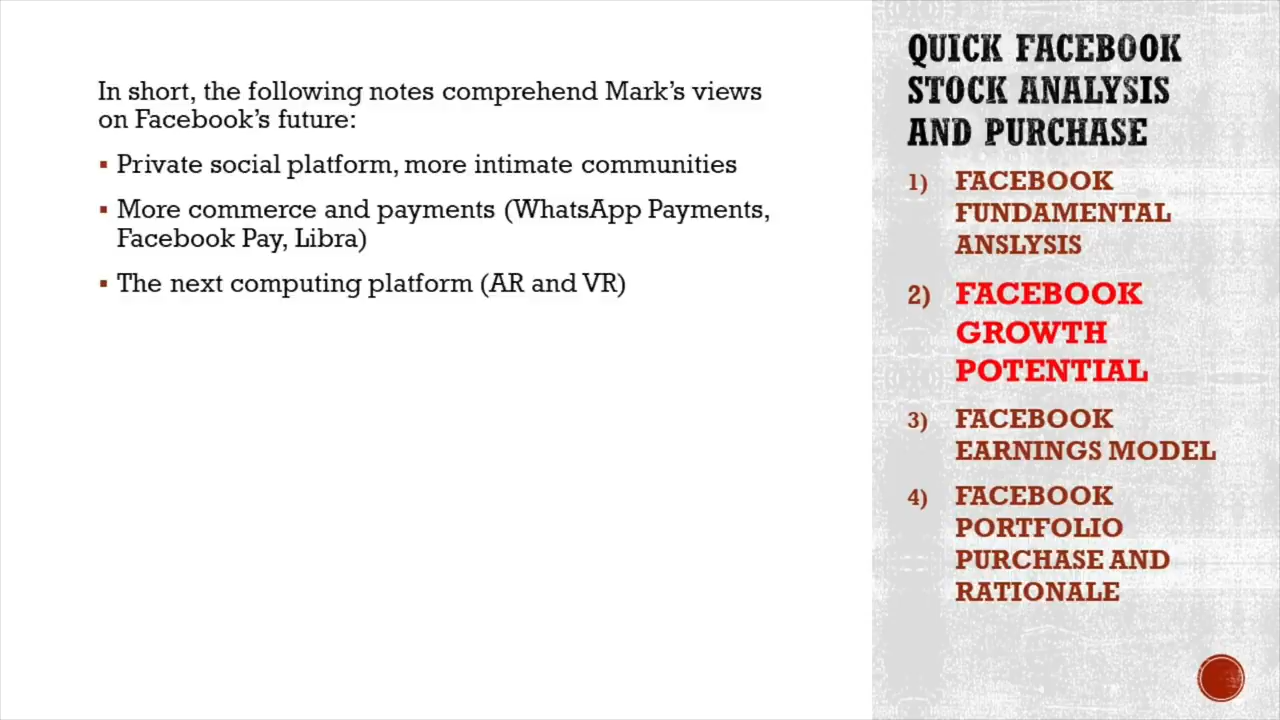 In short, the following notes comprehend Mark's views
on Facebook's future:
▪ Private social platform, more intimate communities
▪ More commerce and payments (WhatsApp Payments,
Facebook Pay, Libra)
▪ The next computing platform (AR and VR)
QUICK FACEBOOK
STOCK ANALYSIS
AND PURCHASE
1) FACEBOOK
FUNDAMENTAL
ANSLYSIS
2) FACEBOOK
GROWTH
POTENTIAL
3) FACEBOOK
EARNINGS MODEL
4) FACEBOOK
PORTFOLIO
PURCHASE AND
RATIONALE